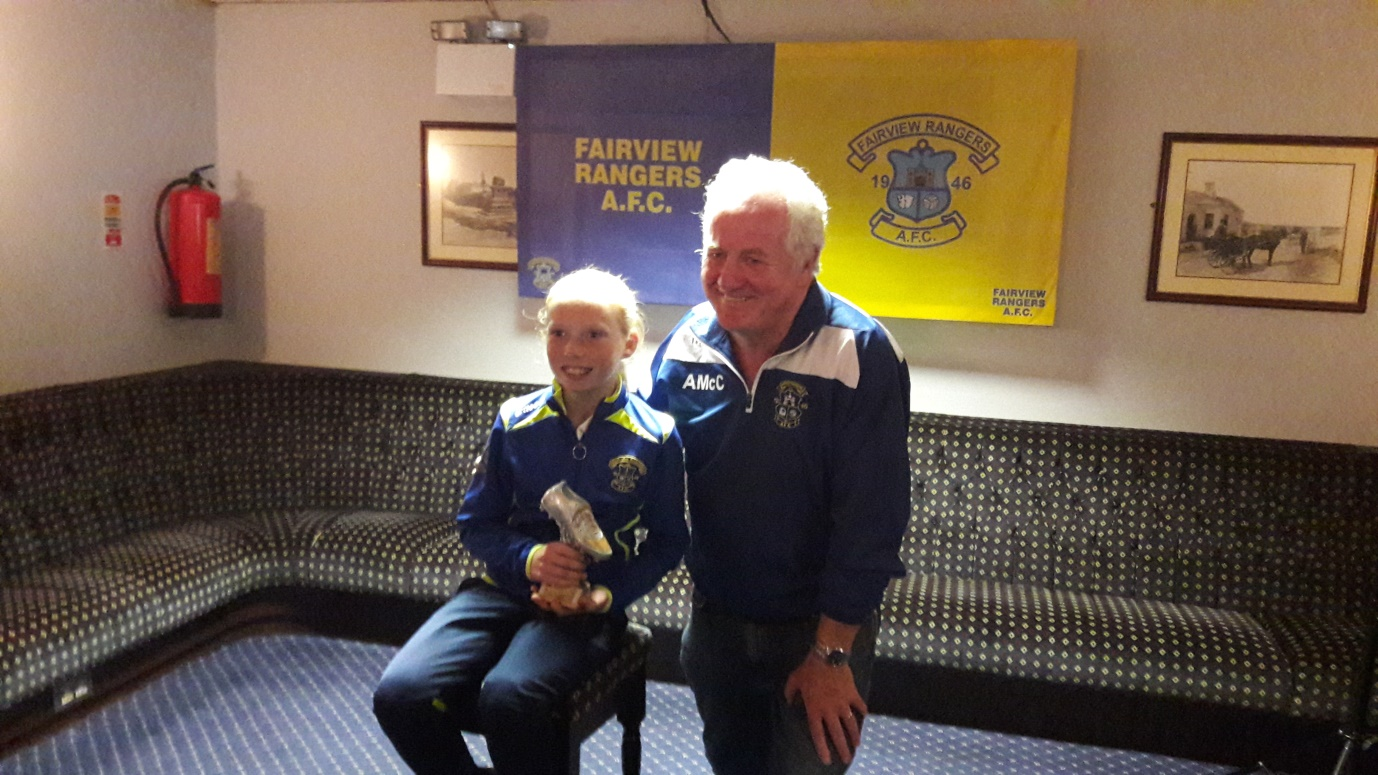 FAIRVIEW
RANGERS
A.F.C.
FAIRVIEW RANGERS
19 46
A.F.C.
FAIRVIEW
RANGERS
A.F.C.
AMcC